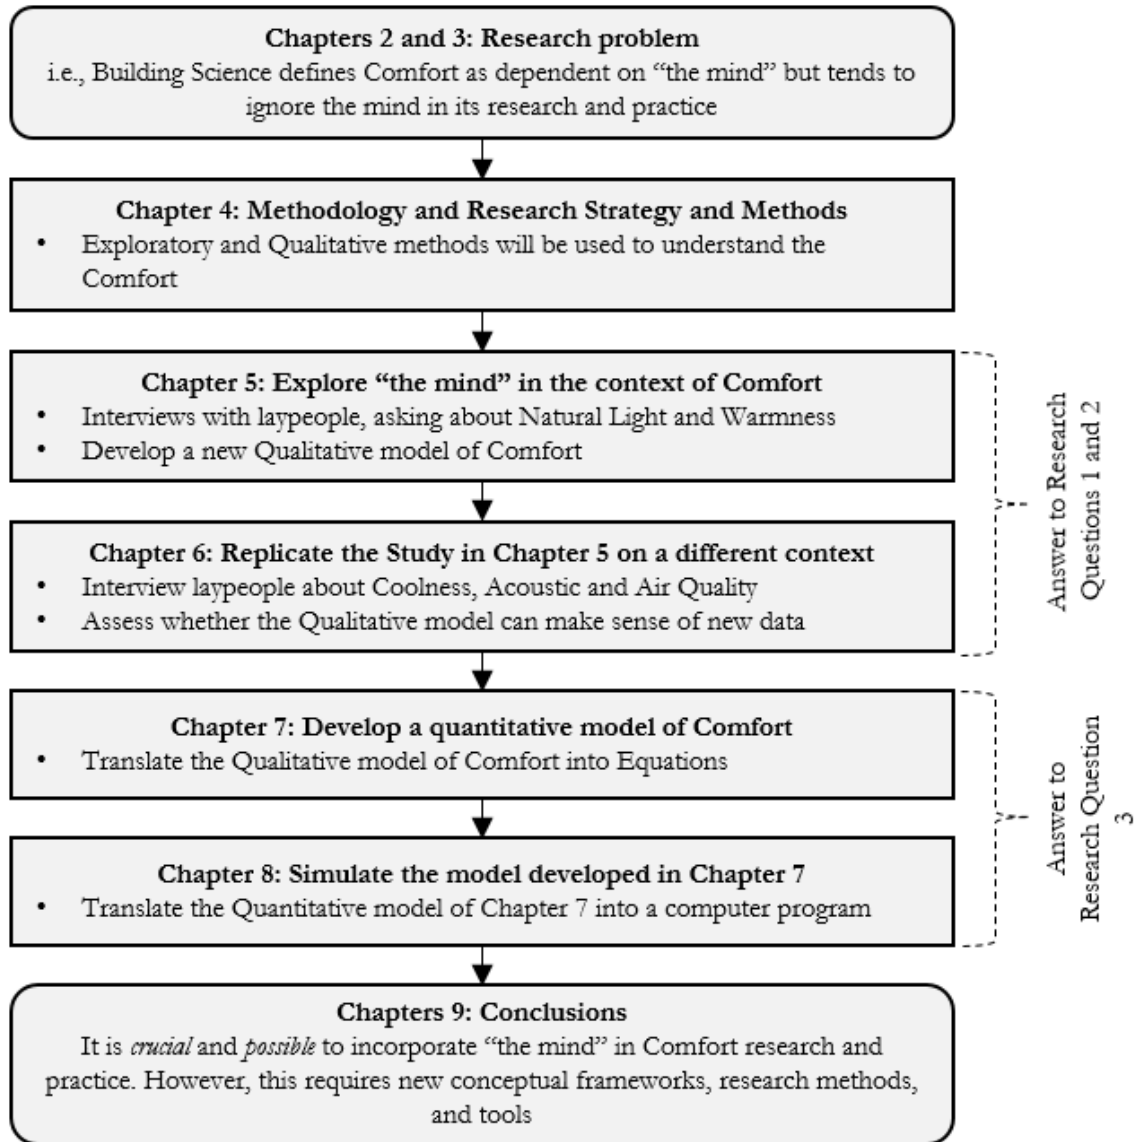 Chapters 2 and 3: Research problem
i.e., Building Science defines Comfort as dependent on “the mind” but tends to
ignore the mind in its research and practice
Chapter 4: Methodology and Research Strategy and Methods
• Exploratory and Qualitative methods will be used to understand the
Comfort
Chapter 5: Explore “the mind” in the context of Comfort
• Interviews with laypeople, asking about Natural Light and Warmness
• Develop a new Qualitative model of Comfort
Chapter 6: Replicate the Study in Chapter 5 on a different context
• Interview laypeople about Coolness, Acoustic and Air Quality
• Assess whether the Qualitative model can make sense of new data
Answer to Research
Questions 1 and 2
Chapter 7: Develop a quantitative model of Comfort
• Translate the Qualitative model of Comfort into Equations
Chapter 8: Simulate the model developed in Chapter 7
• Translate the Quantitative model of Chapter 7 into a computer program
Answer to
Research Question
3
Chapters 9: Conclusions
It is crucial and possible to incorporate “the mind” in Comfort research and
practice. However, this requires new conceptual frameworks, research methods,
and tools